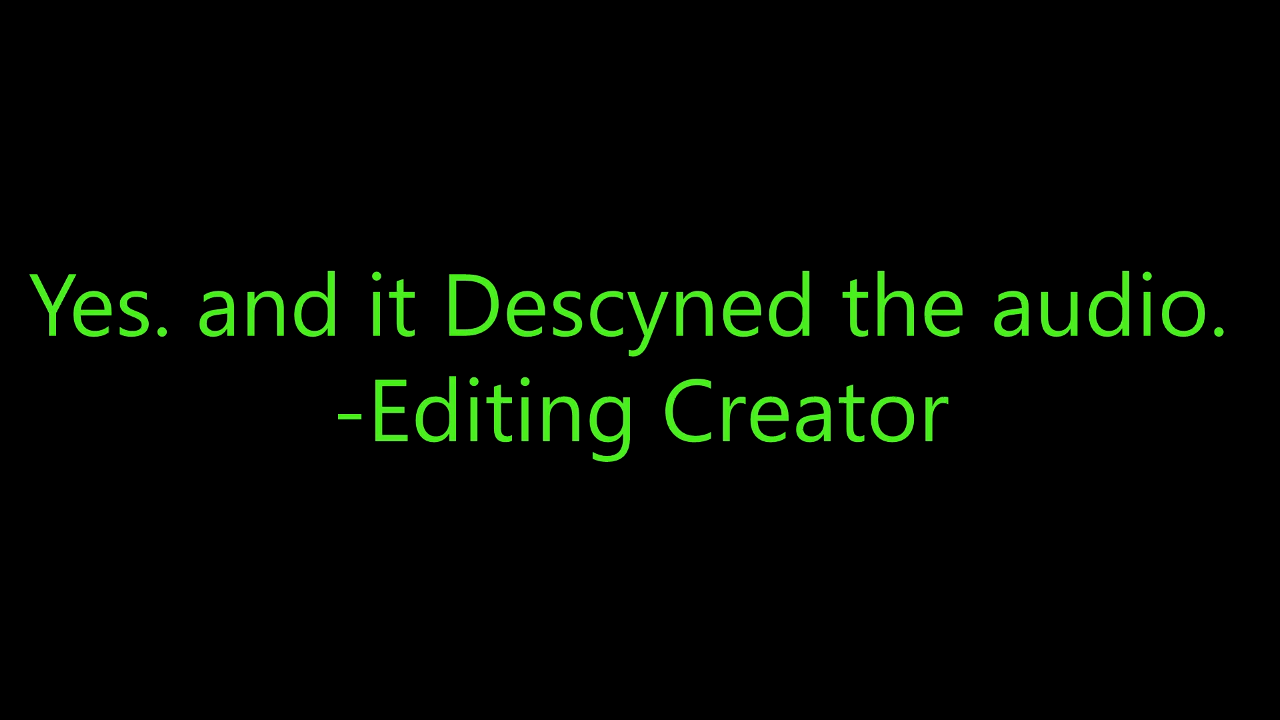 Yes. and it Descyned the audio.
-Editing Creator